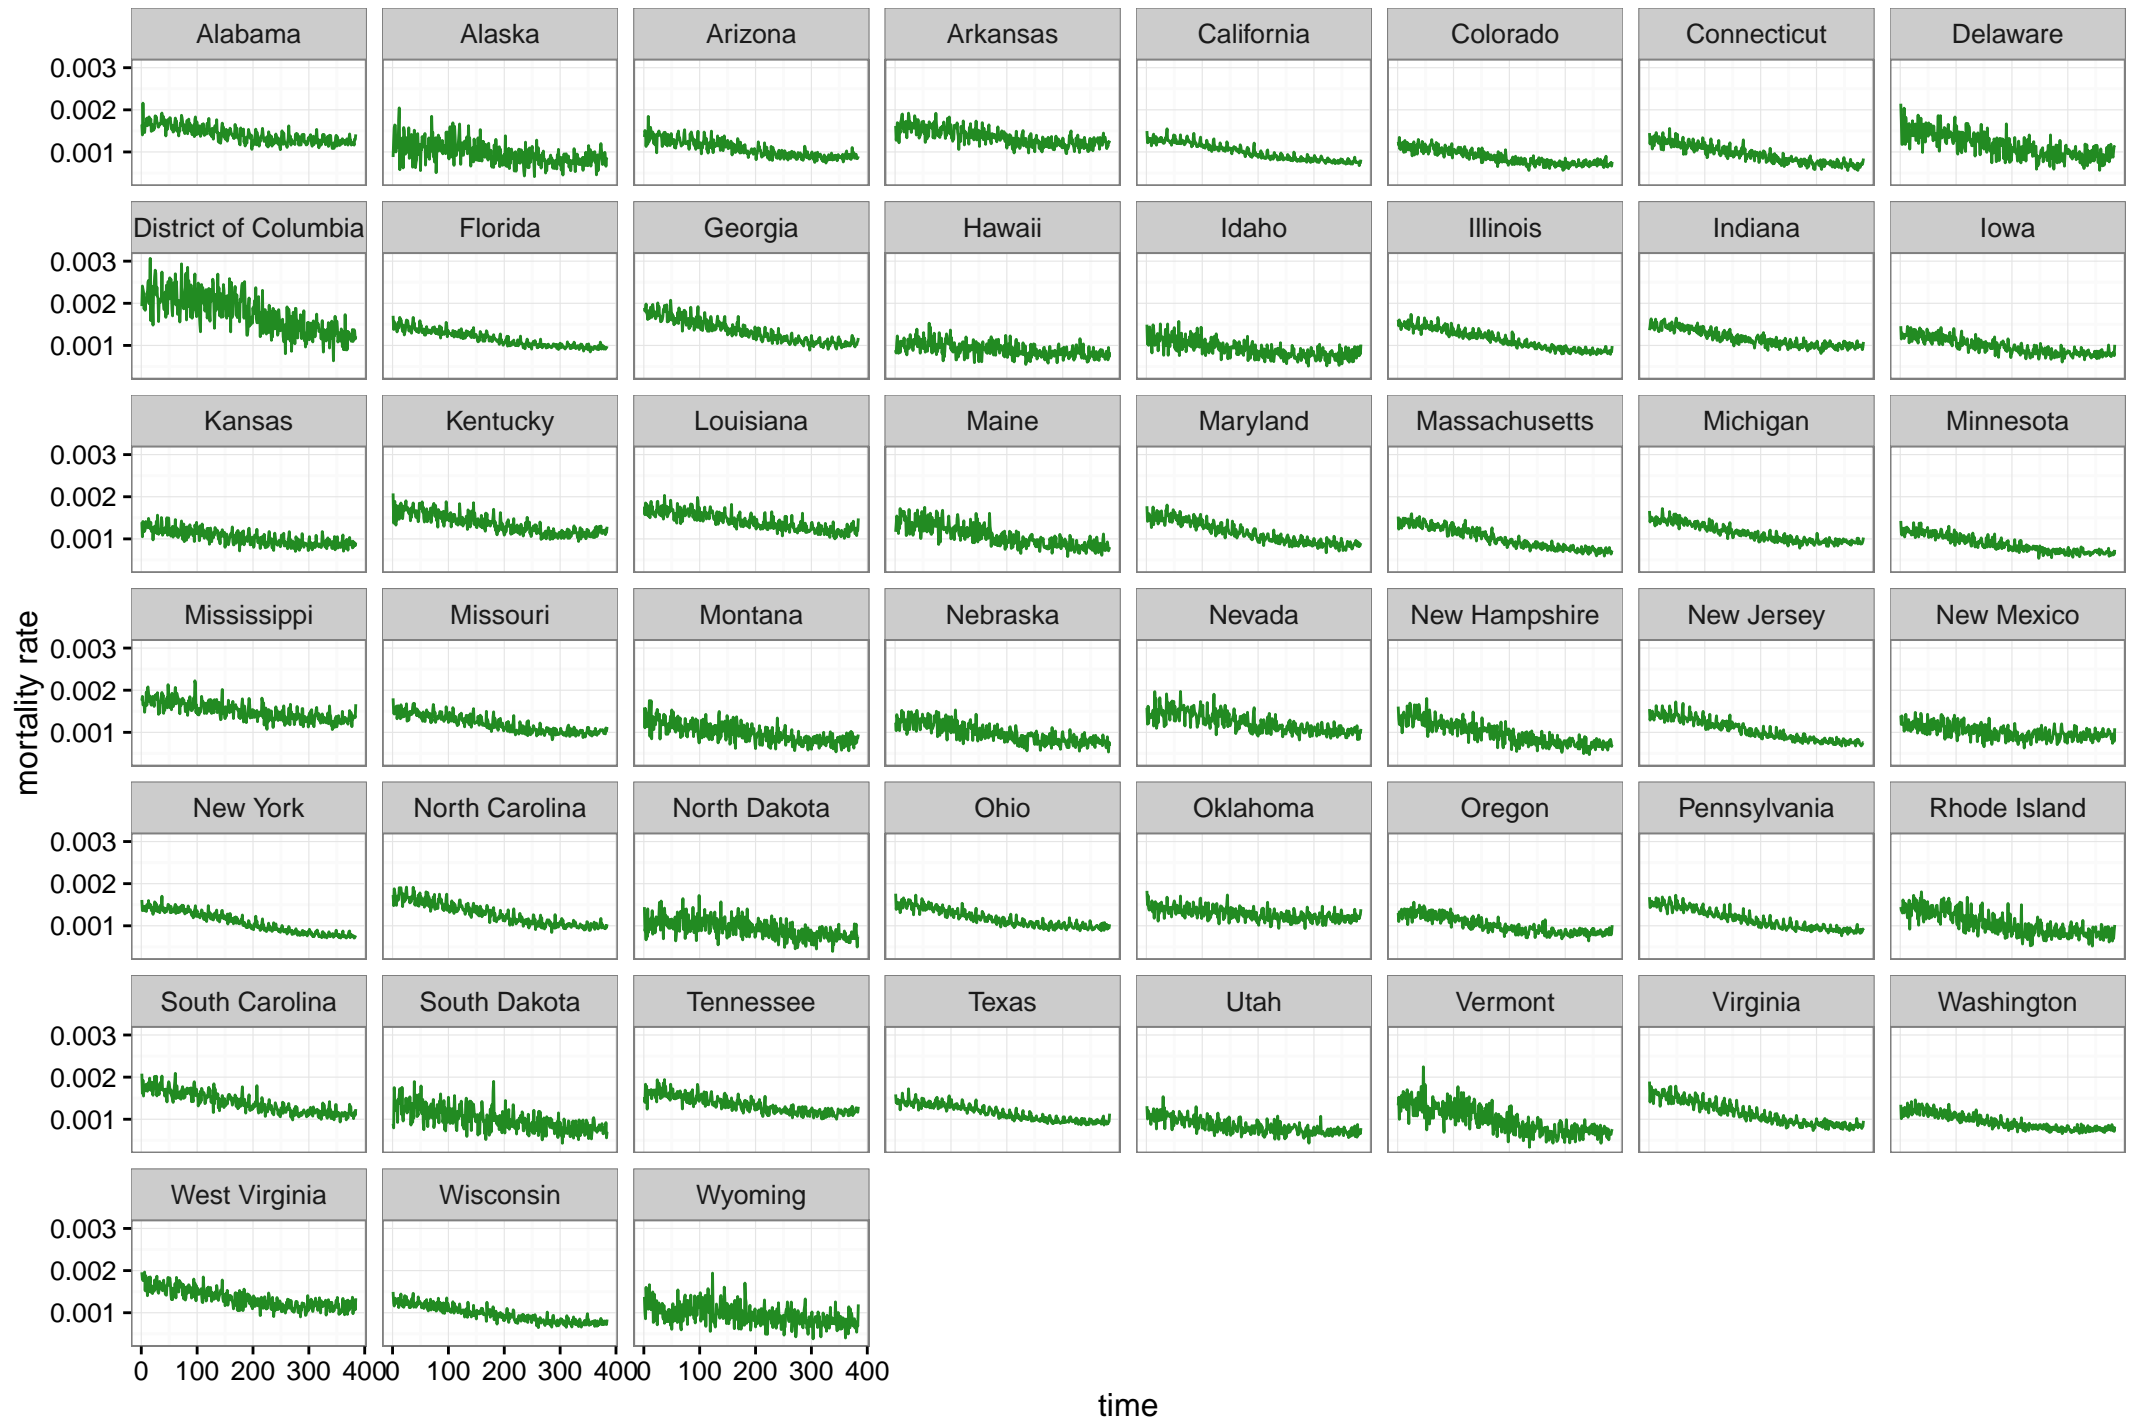 Alabama Alaska Arizona Arkansas California Colorado Connecticut Delaware
0.003
0.002
0.001
District of Columbia Florida Georgia Hawaii Idaho Illinois Indiana Iowa
0.003
0.002
0.001
Kansas Kentucky Louisiana Maine Maryland Massachusetts Michigan Minnesota
0.003
0.002
0.001
Mississippi Missouri Montana Nebraska Nevada New Hampshire New Jersey New Mexico
0.003
0.002
0.001
New York North Carolina North Dakota Ohio Oklahoma Oregon Pennsylvania Rhode Island
0.003
0.002
0.001
South Carolina South Dakota Tennessee Texas Utah Vermont Virginia Washington
0.003
0.002
0.001
West Virginia Wisconsin Wyoming
0.003
0.002
0.001
0 100 200 300 400 0 100 200 300 400 0 100 200 300 400
time
mortality rate